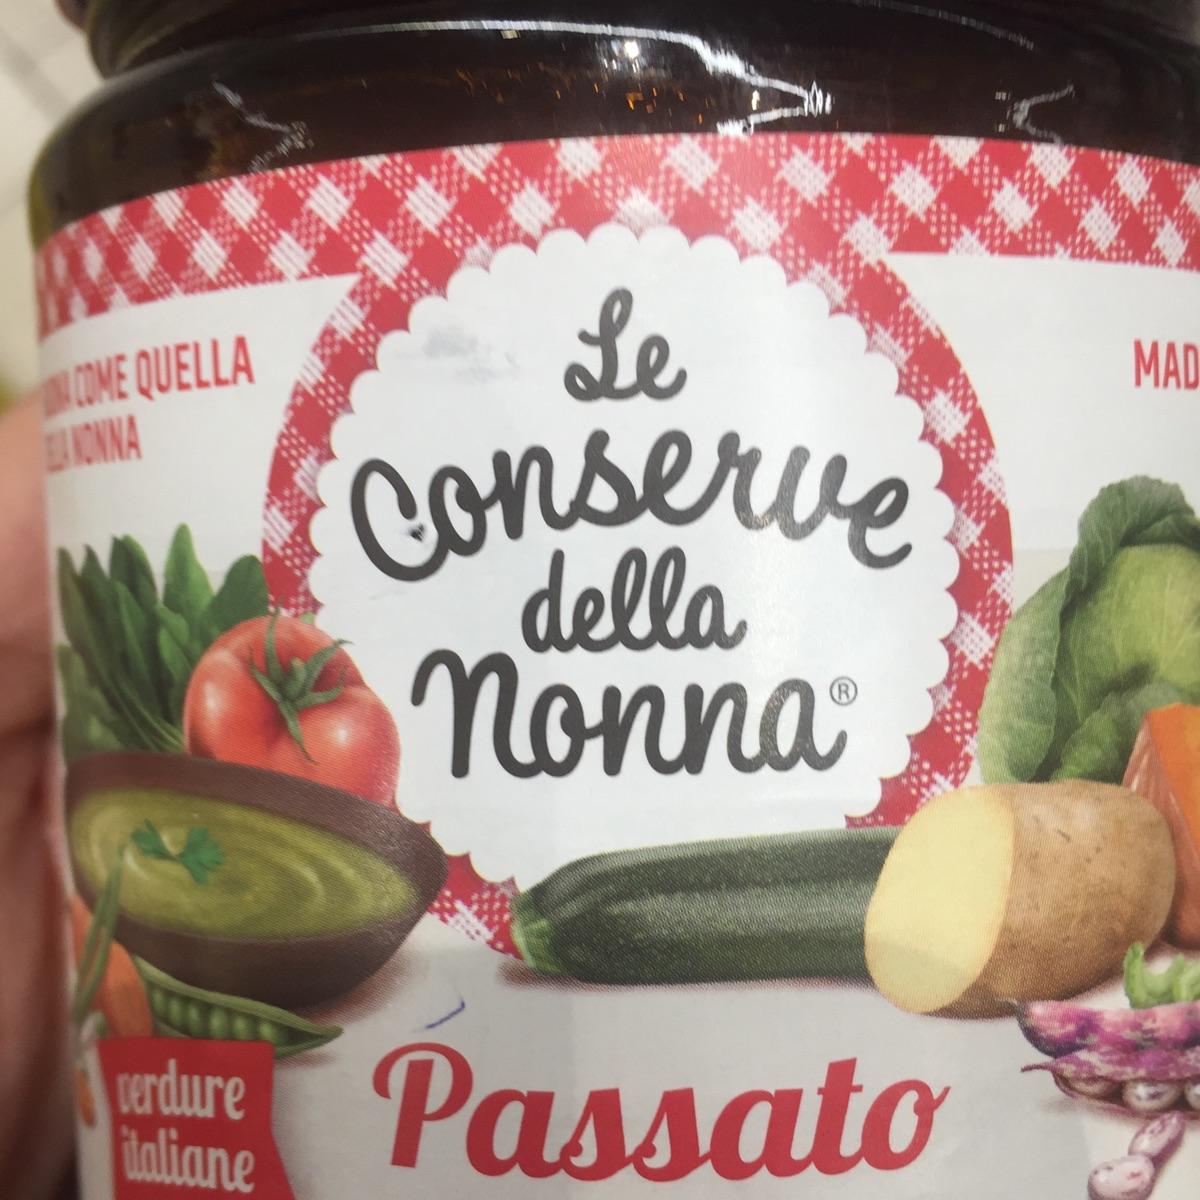 COME QUELLA
NONNA
MAD
Le
Conserve
della
Nonna®
verdure
italiane
Passato